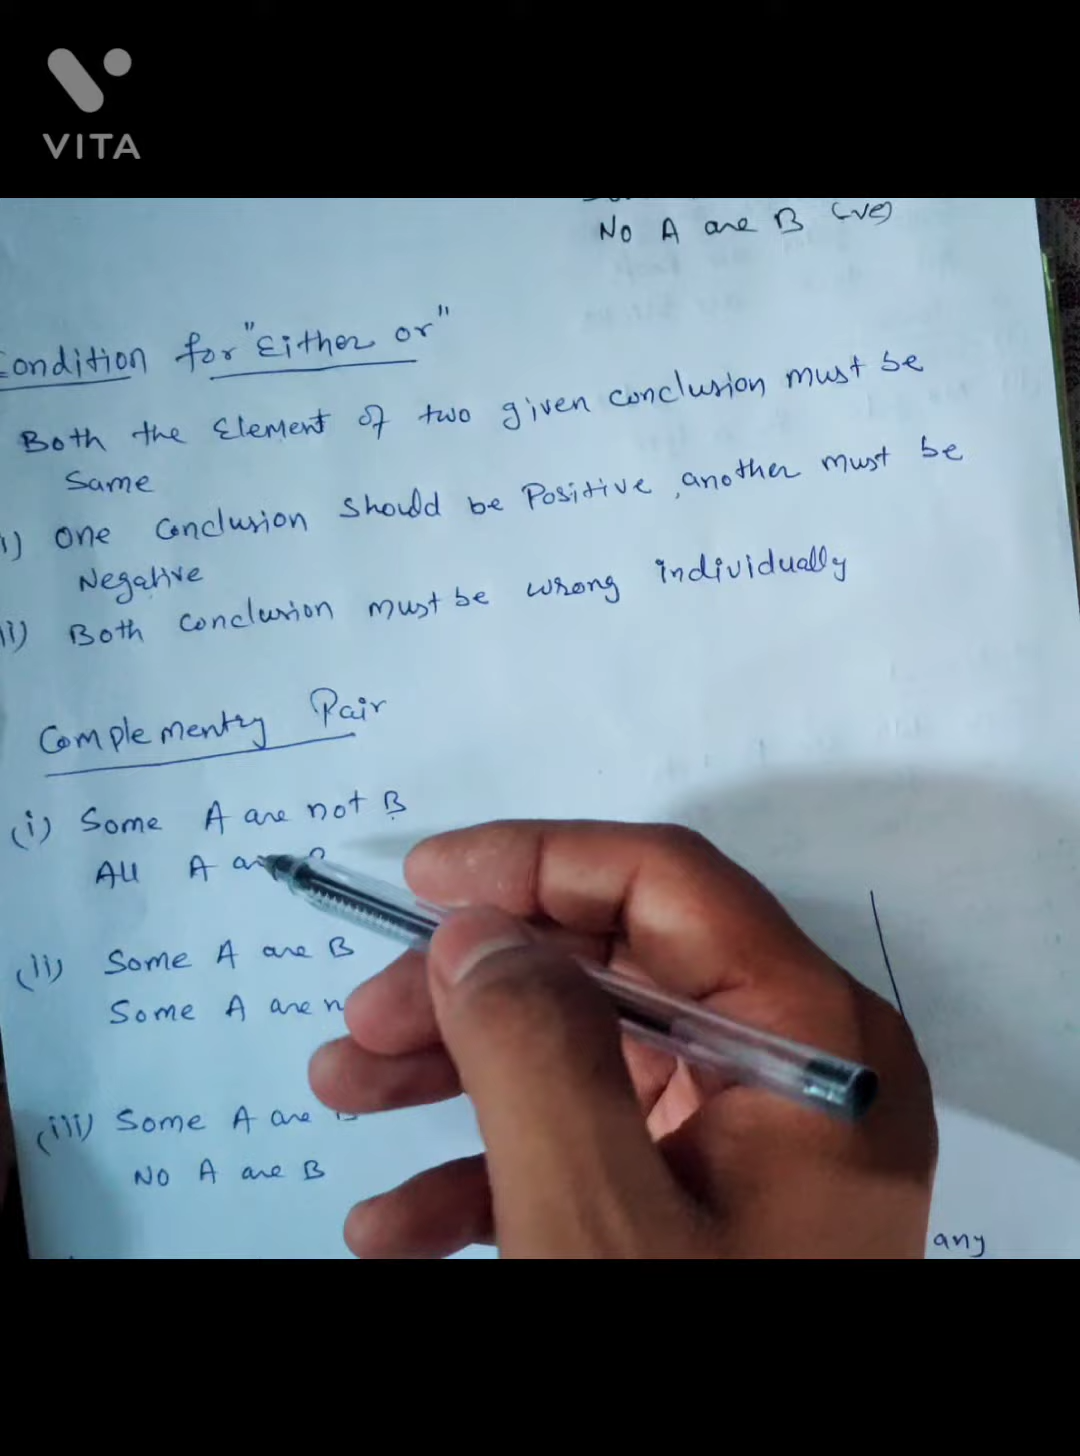 VITA
No A are B (-ve)
Condition for "Either or"
Both the Element of two given conclusion must be
Same
i) One Conclusion should be Positive, another must be
Negative
ii) Both conclusion must be wrong individually
Complementry Pair
(i) Some A are not B
All A
(ii) Some A are B
Some A are
(iii) Some A are B
No A are B
any